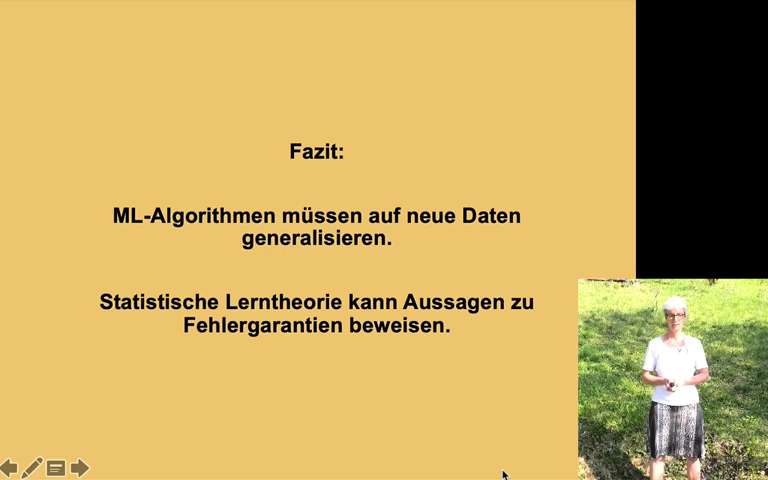 Fazit:
ML-Algorithmen müssen auf neue Daten
generalisieren.
Statistische Lerntheorie kann Aussagen zu
Fehlergarantien beweisen.